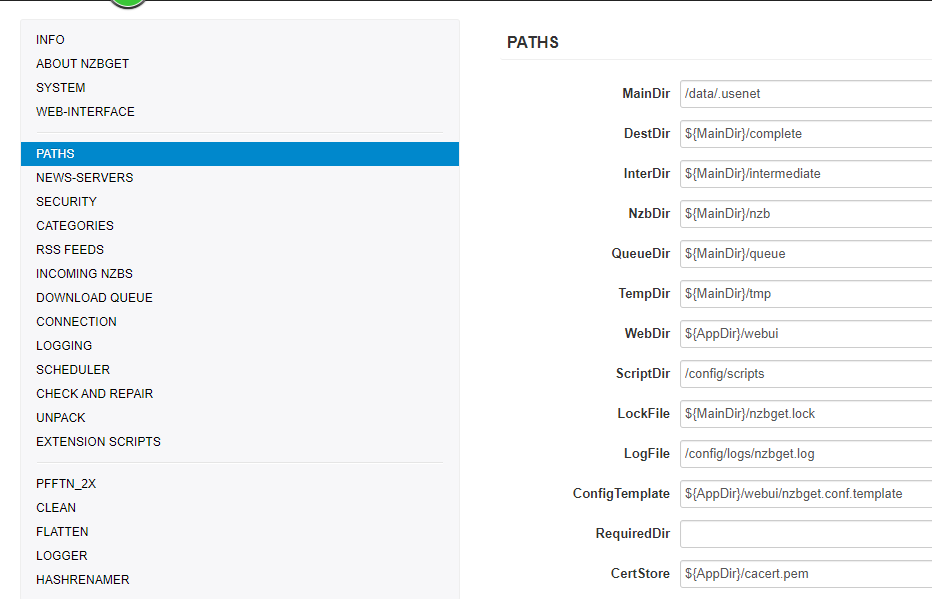 INFO
ABOUT NZBGET
SYSTEM
WEB-INTERFACE
PATHS
NEWS-SERVERS
SECURITY
CATEGORIES
RSS FEEDS
INCOMING NZBS
DOWNLOAD QUEUE
CONNECTION
LOGGING
SCHEDULER
CHECK AND REPAIR
UNPACK
EXTENSION SCRIPTS
PFFTN_2X
CLEAN
FLATTEN
LOGGER
HASHRENAMER
PATHS
MainDir /data/.usenet
DestDir ${MainDir}/complete
InterDir ${MainDir}/intermediate
NzbDir ${MainDir}/nzb
QueueDir ${MainDir}/queue
TempDir ${MainDir}/tmp
WebDir ${AppDir}/webui
ScriptDir /config/scripts
LockFile ${MainDir}/nzbget.lock
LogFile /config/logs/nzbget.log
ConfigTemplate ${AppDir}/webui/nzbget.conf.template
RequiredDir
CertStore ${AppDir}/cacert.pem